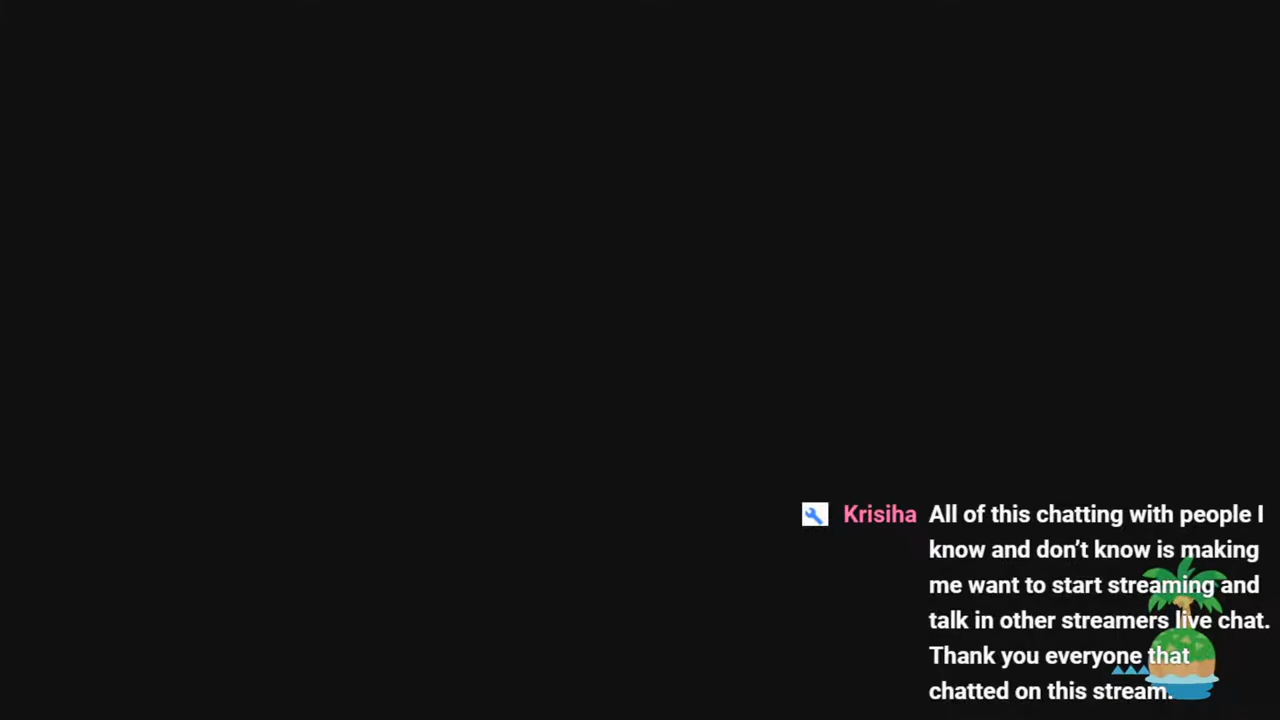 Krisiha All of this chatting with people I
know and don’t know is making
me want to start streaming and
talk in other streamers live chat.
Thank you everyone that
chatted on this stream.